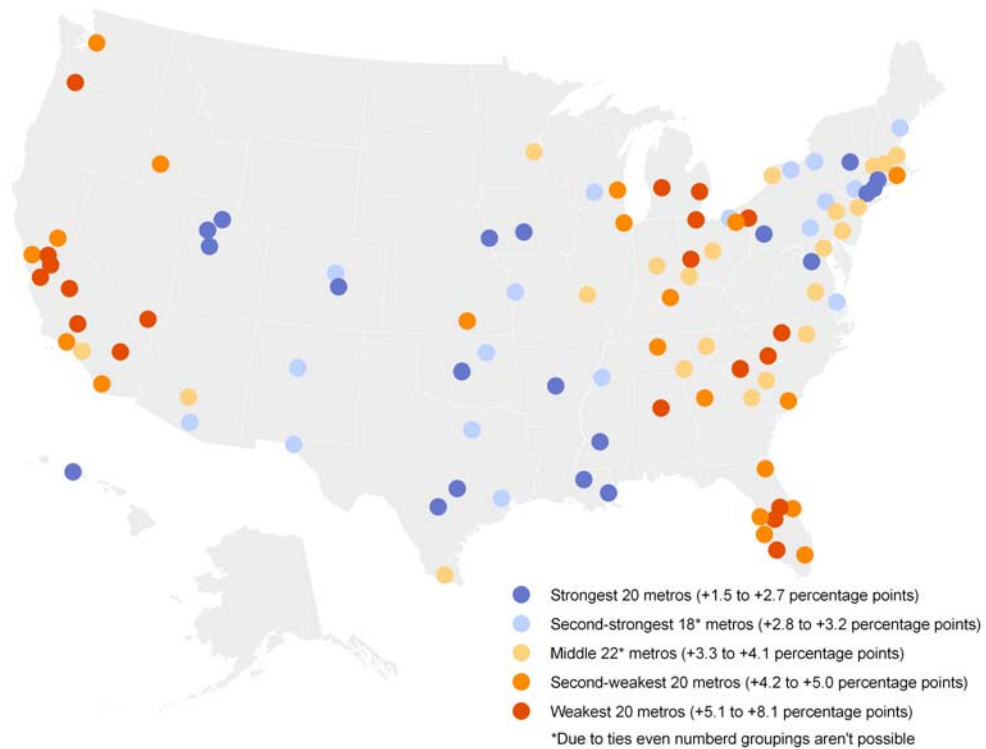 Strongest 20 metros (+1.5 to +2.7 percentage points)
Second-strongest 18* metros (+2.8 to +3.2 percentage points)
Middle 22* metros (+3.3 to +4.1 percentage points)
Second-weakest 20 metros (+4.2 to +5.0 percentage points)
Weakest 20 metros (+5.1 to +8.1 percentage points)
*Due to ties even numberd groupings aren't possible